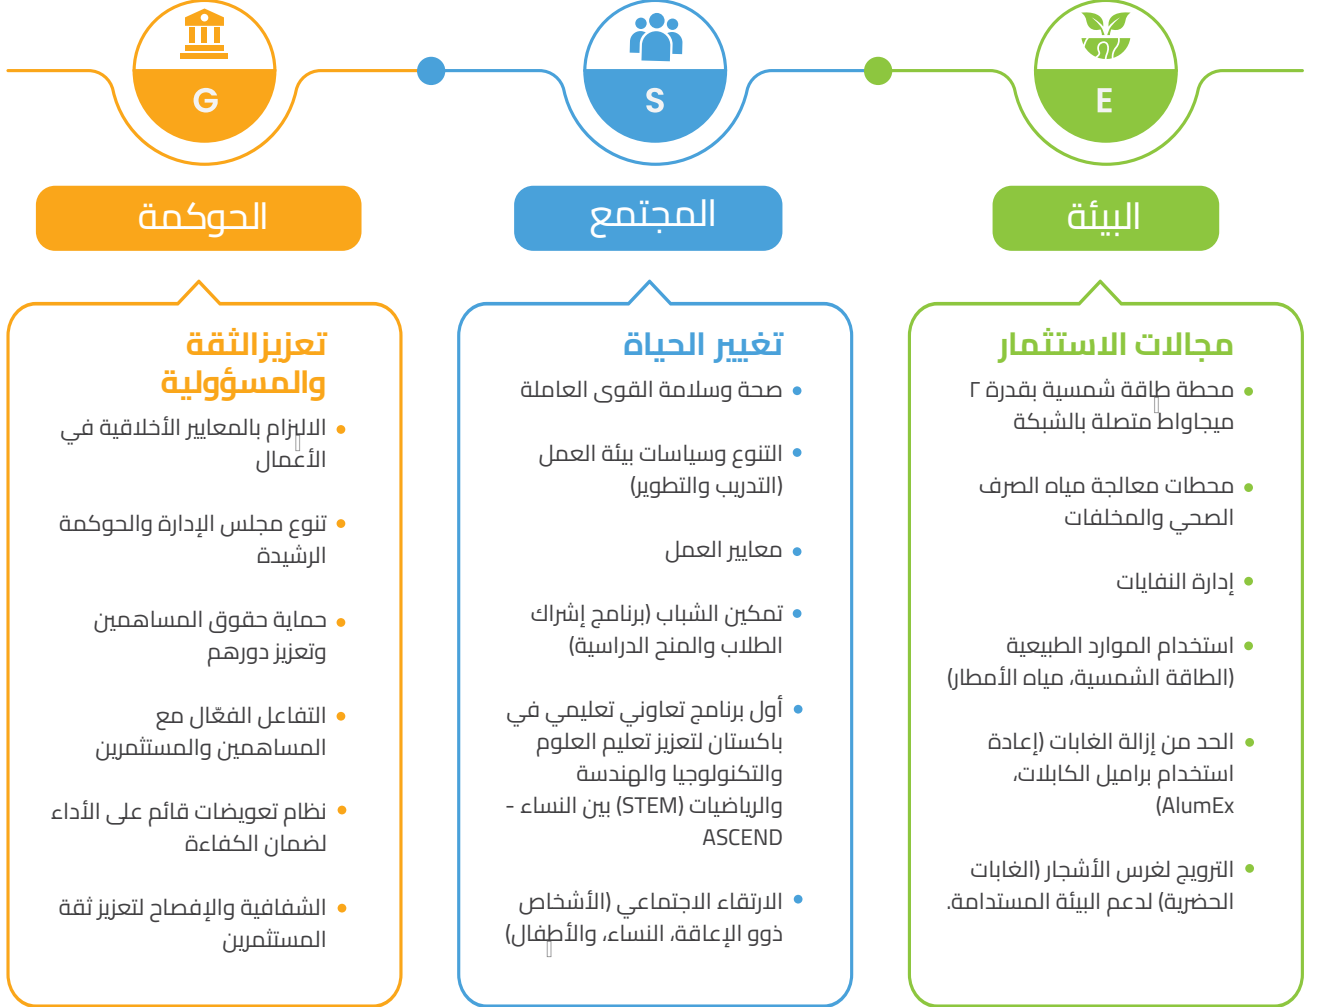 E
البيئة
مجالات الاستثمار
محطة طاقة شمسية بقدرة ٢
ميجاواط متصلة بالشبكة
محطات معالجة مياه الصرف
الصحي والمخلفات
إدارة النفايات
استخدام الموارد الطبيعية
(الطاقة الشمسية، مياه الأمطار)
الحد من إزالة الغابات (إعادة
استخدام براميل الكابلات،
AlumEx)
الترويج لغرس الأشجار (الغابات
الحضرية) لدعم البيئة المستدامة.
S
المجتمع
تغيير الحياة
صحة وسلامة القوى العاملة
التنوع وسياسات بيئة العمل
(التدريب والتطوير)
معايير العمل
تمكين الشباب (برنامج إشراك
الطلاب والمنح الدراسية)
أول برنامج تعاوني تعليمي في
باكستان لتعزيز تعليم العلوم
والتكنولوجيا والهندسة
والرياضيات (STEM) بين النساء -
ASCEND
الارتقاء الاجتماعي (الأشخاص
ذوو الإعاقة، النساء، والأطفال)
G
الحوكمة
تعزيزالثقة
والمسؤولية
الالتزام بالمعايير الأخلاقية في
الأعمال
تنوع مجلس الإدارة والحوكمة
الرشيدة
حماية حقوق المساهمين
وتعزيز دورهم
التفاعل الفعّال مع
المساهمين والمستثمرين
نظام تعويضات قائم على الأداء
لضمان الكفاءة
الشفافية والإفصاح لتعزيز ثقة
المستثمرين